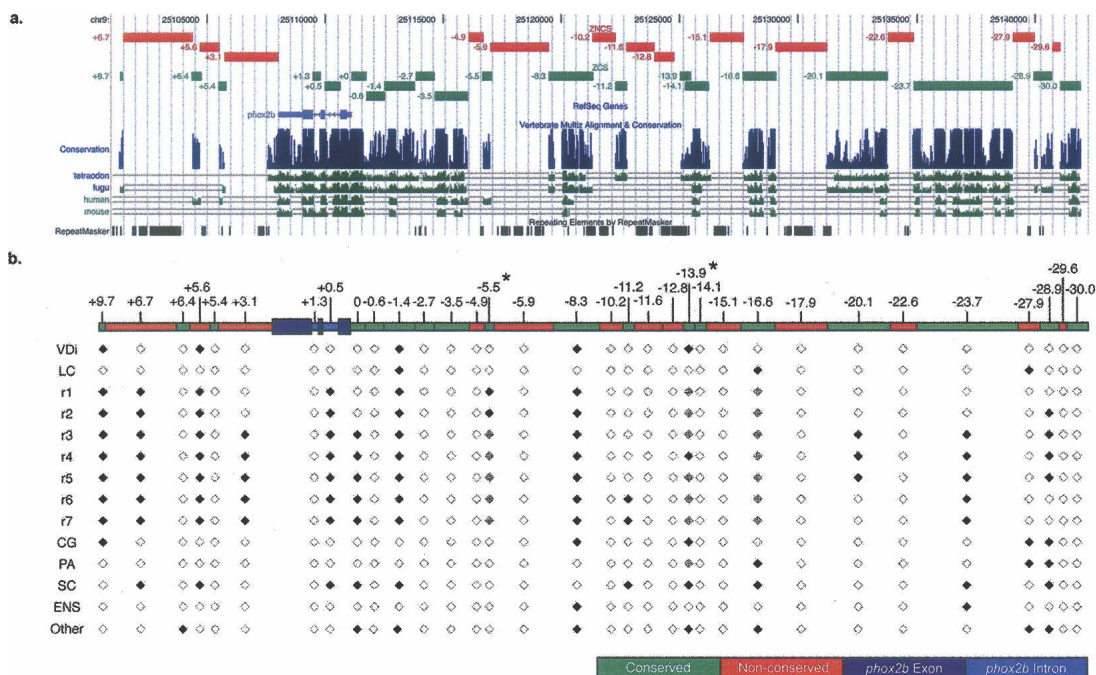 a.
chr9: 25105000 25110000 25115000 25120000 25125000 25130000 25135000 25140000
ZNCS
+6.7 +5.6 +3.1 -4.9 -5.9 -10.2 -11.6 -12.8 -15.1 -17.9 -22.6 -27.9 -29.6
ZCS
+9.7 +6.4 +5.4 +1.3 +0.5 +0 -0.6 -1.4 -2.7 -3.5 -5.5 -8.3 -11.2 -13.9 -14.1 -16.6 -20.1 -23.7 -28.9 -30.0
RefSeq Genes
phox2b
Vertebrate Multiz Alignment & Conservation
Conservation
tetraodon
fugu
human
mouse
Repeating Elements by RepeatMasker
RepeatMasker
b.
+5.6 +0.5 -5.5 * -11.2 -13.9 * -14.1 -29.6 -28.9
+9.7 +6.7 +6.4 +5.4 +3.1 +1.3 0 -0.6 -1.4 -2.7 -3.5 -4.9 -5.9 -8.3 -10.2 -11.6 -12.8 -15.1 -16.6 -17.9 -20.1 -22.6 -23.7 -27.9 -30.0
VDi
LC
r1
r2
r3
r4
r5
r6
r7
CG
PA
SC
ENS
Other
Conserved Non-conserved phox2b Exon phox2b Intron